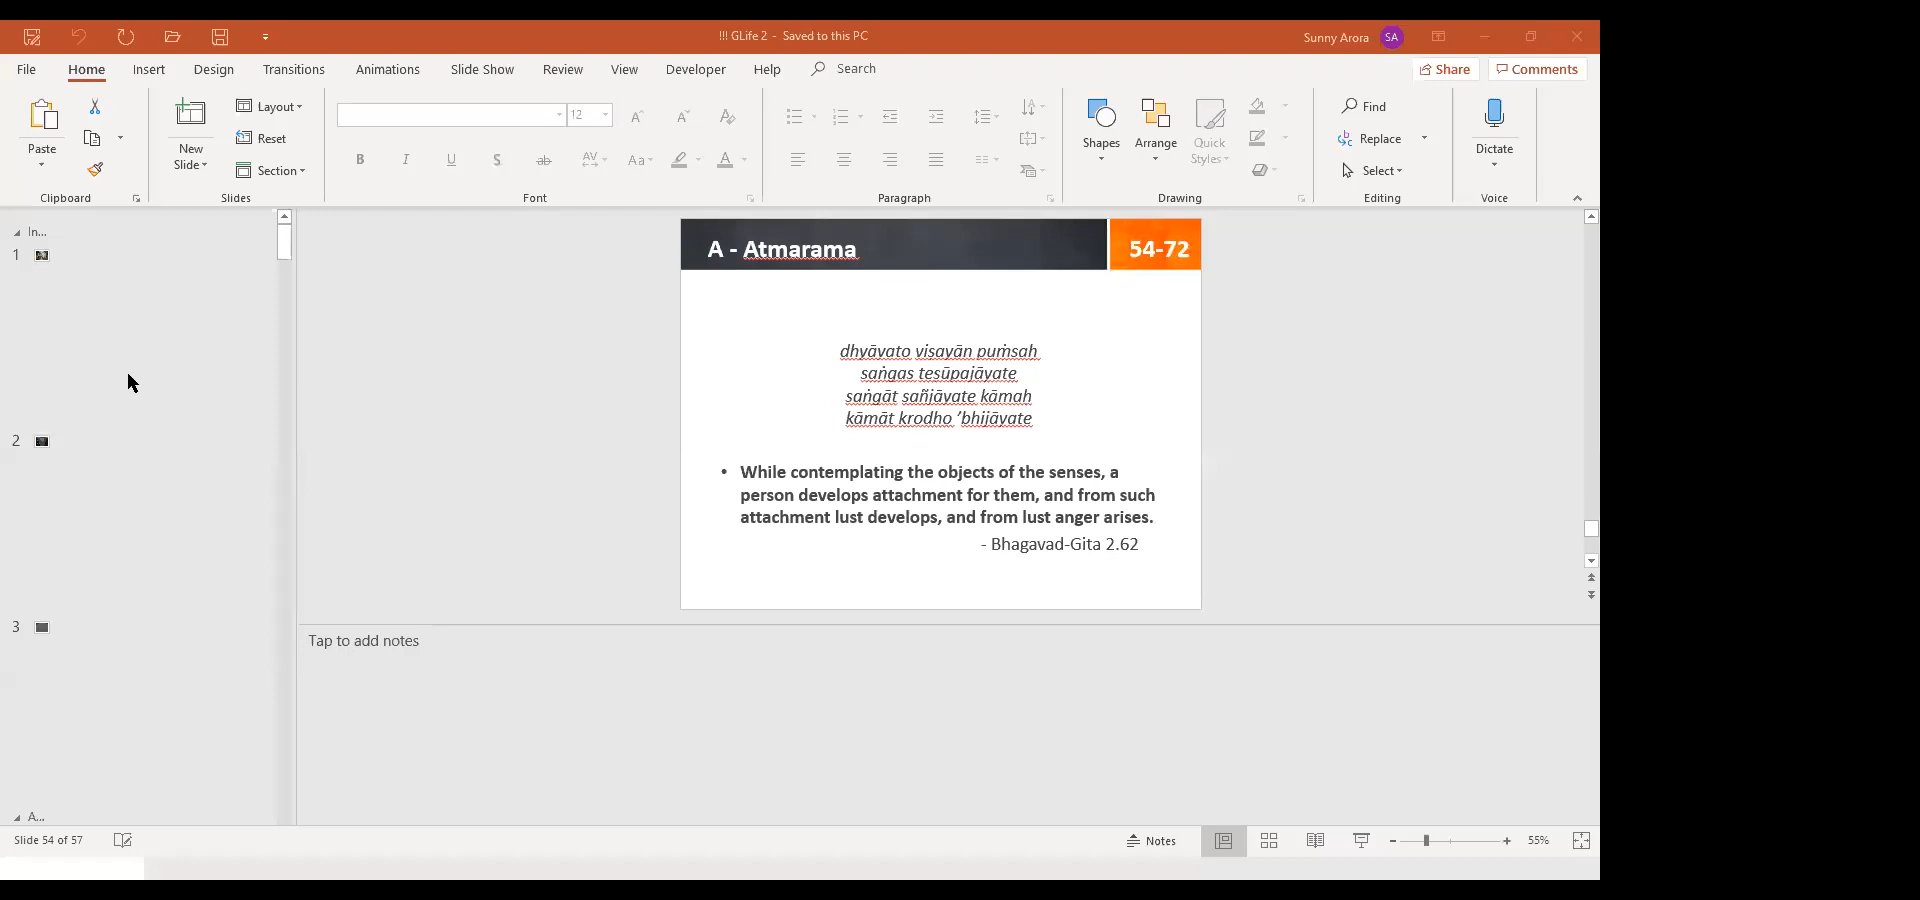 !!! GLife 2 - Saved to this PC
Sunny Arora
SA
File
Home
Insert
Design
Transitions
Animations
Slide Show
Review
View
Developer
Help
Search
Share
Comments
Paste
New
Slide
Layout
Reset
Section
12
B
I
U
S
ab
AV
Aa
A
Shapes
Arrange
Quick
Styles
Find
Replace
Select
Dictate
Clipboard
Slides
Font
Paragraph
Drawing
Editing
Voice
In...
1
2
3
A...
A - Atmarama
54-72
dhyāyato visayān puṁsah
saṅgas tesūpajāyate
saṅgāt sañjāyate kāmah
kāmāt krodho ’bhijāyate
• While contemplating the objects of the senses, a
person develops attachment for them, and from such
attachment lust develops, and from lust anger arises.
- Bhagavad-Gita 2.62
Tap to add notes
Slide 54 of 57
Notes
55%